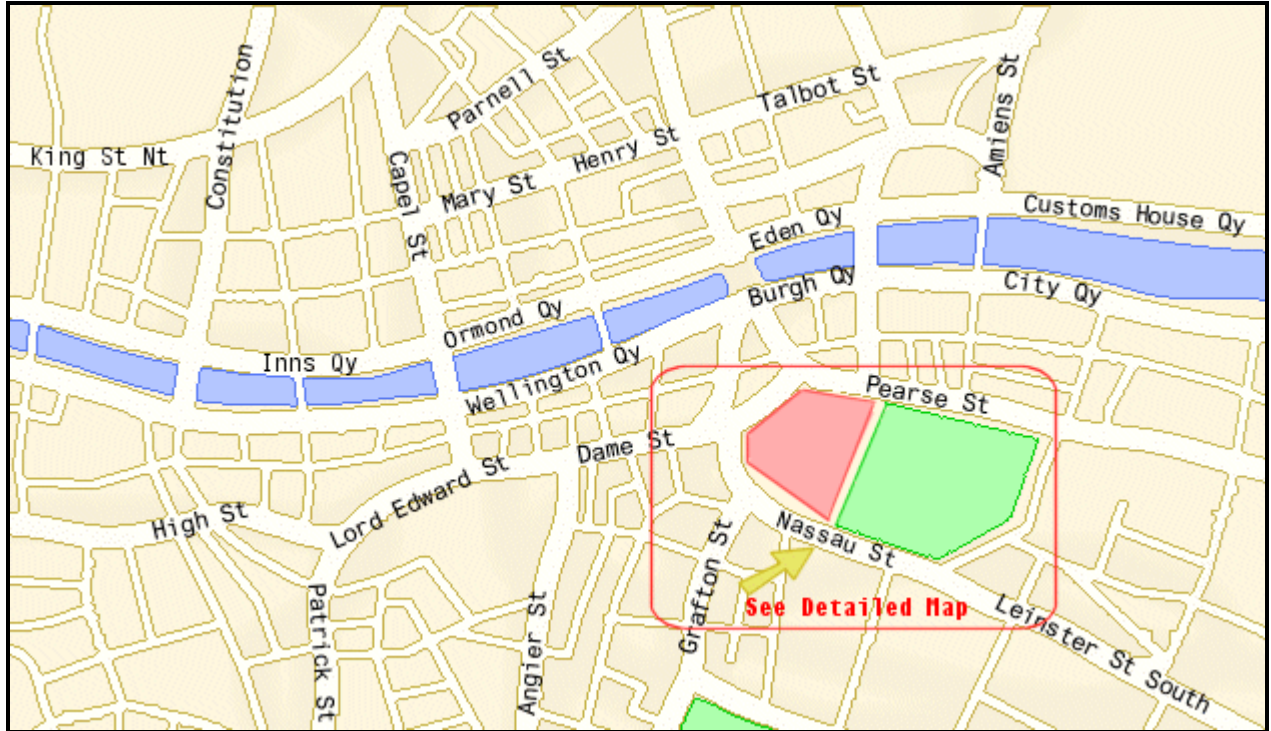 Constitution
Parnell St
Talbot St
Amiens St
King St Nt
Henry St
Capel St
Mary St
Customs House Qy
Eden Qy
City Qy
Burgh Qy
Ormond Qy
Inns Qy
Wellington Qy
Pearse St
Dame St
Lord Edward St
High St
Nassau St
Grafton St
See Detailed Map
Leinster St South
Patrick St
Angier St